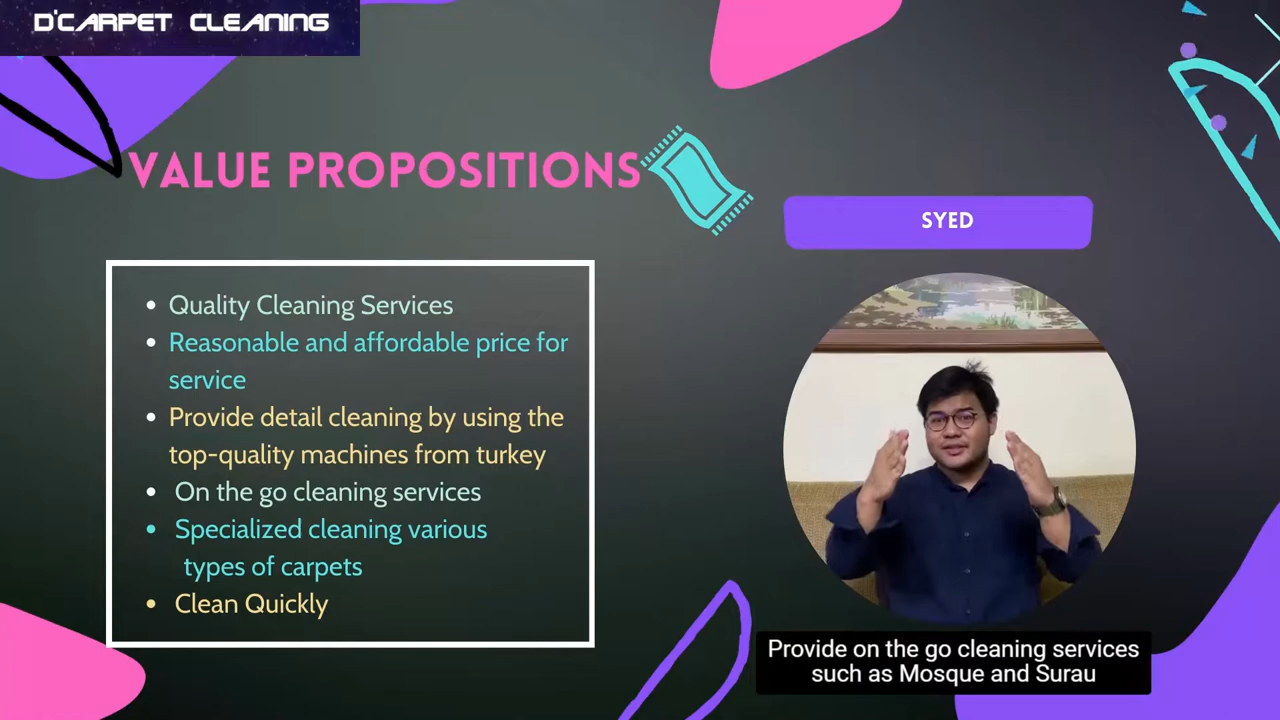 D'CARPET CLEANING
VALUE PROPOSITIONS
SYED
Quality Cleaning Services
Reasonable and affordable price for
service
Provide detail cleaning by using the
top-quality machines from turkey
On the go cleaning services
Specialized cleaning various
types of carpets
Clean Quickly
Provide on the go cleaning services
such as Mosque and Surau